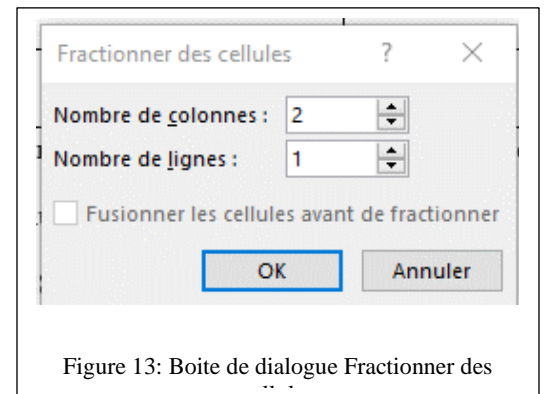 Fractionner des cellules ? ×
Nombre de colonnes : 2
Nombre de lignes : 1
Fusionner les cellules avant de fractionner
OK Annuler
Figure 13: Boite de dialogue Fractionner des